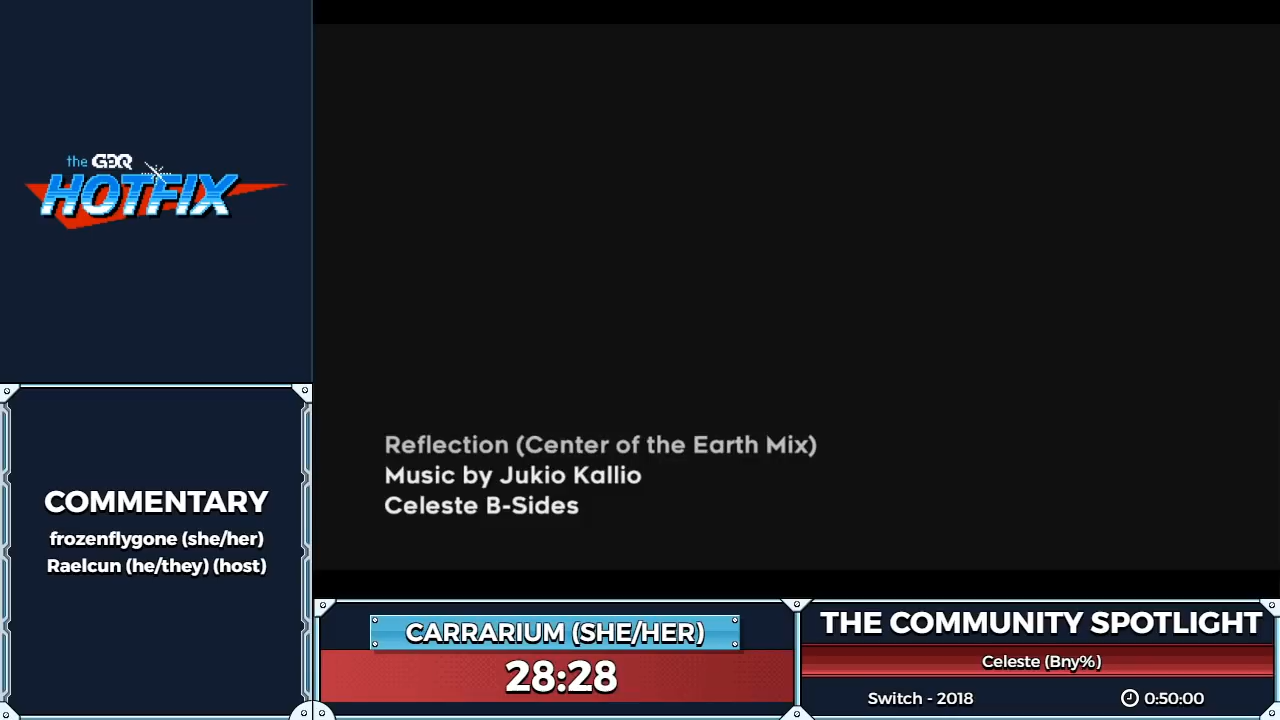 the GDQ
HOTFIX
Reflection (Center of the Earth Mix)
Music by Jukio Kallio
Celeste B-Sides
COMMENTARY
frozenflygone (she/her)
Raelcun (he/they) (host)
CARRARIUM (SHE/HER)
28:28
THE COMMUNITY SPOTLIGHT
Celeste (Bny%)
Switch - 2018
0:50:00